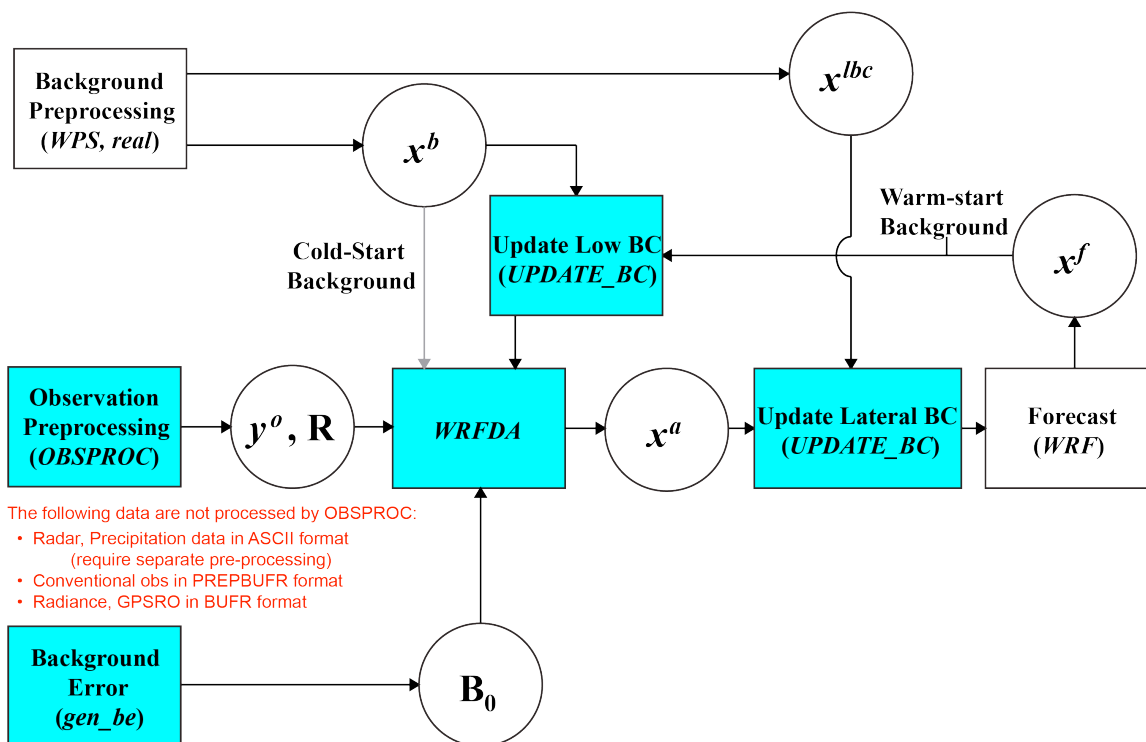 Background
Preprocessing
(WPS, real)
x^b
x^lbc
Cold-Start
Background
Update Low BC
(UPDATE_BC)
Warm-start
Background
x^f
Observation
Preprocessing
(OBSPROC)
y^o, R
WRFDA
x^a
Update Lateral BC
(UPDATE_BC)
Forecast
(WRF)
The following data are not processed by OBSPROC:
• Radar, Precipitation data in ASCII format
(require separate pre-processing)
• Conventional obs in PREPBUFR format
• Radiance, GPSRO in BUFR format
Background
Error
(gen_be)
B₀